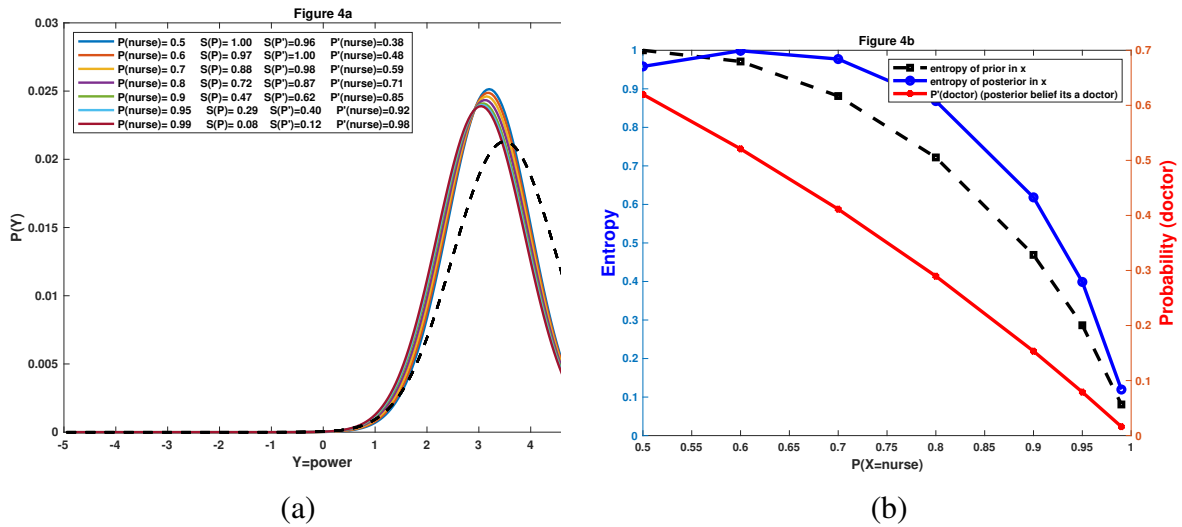 Figure 4a
0.03
0.025
0.02
0.015
0.01
0.005
0
P(Y)
P(nurse)= 0.5 S(P)= 1.00 S(P')=0.96 P'(nurse)=0.38
P(nurse)= 0.6 S(P)= 0.97 S(P')=1.00 P'(nurse)=0.48
P(nurse)= 0.7 S(P)= 0.88 S(P')=0.98 P'(nurse)=0.59
P(nurse)= 0.8 S(P)= 0.72 S(P')=0.87 P'(nurse)=0.71
P(nurse)= 0.9 S(P)= 0.47 S(P')=0.62 P'(nurse)=0.85
P(nurse)= 0.95 S(P)= 0.29 S(P')=0.40 P'(nurse)=0.92
P(nurse)= 0.99 S(P)= 0.08 S(P')=0.12 P'(nurse)=0.98
-5 -4 -3 -2 -1 0 1 2 3 4
Y=power
(a)
Figure 4b
1
0.9
0.8
0.7
0.6
0.5
0.4
0.3
0.2
0.1
0
Entropy
entropy of prior in x
entropy of posterior in x
P'(doctor) (posterior belief its a doctor)
0.7
0.6
0.5
0.4
0.3
0.2
0.1
0
Probability (doctor)
0.5 0.55 0.6 0.65 0.7 0.75 0.8 0.85 0.9 0.95 1
P(X=nurse)
(b)